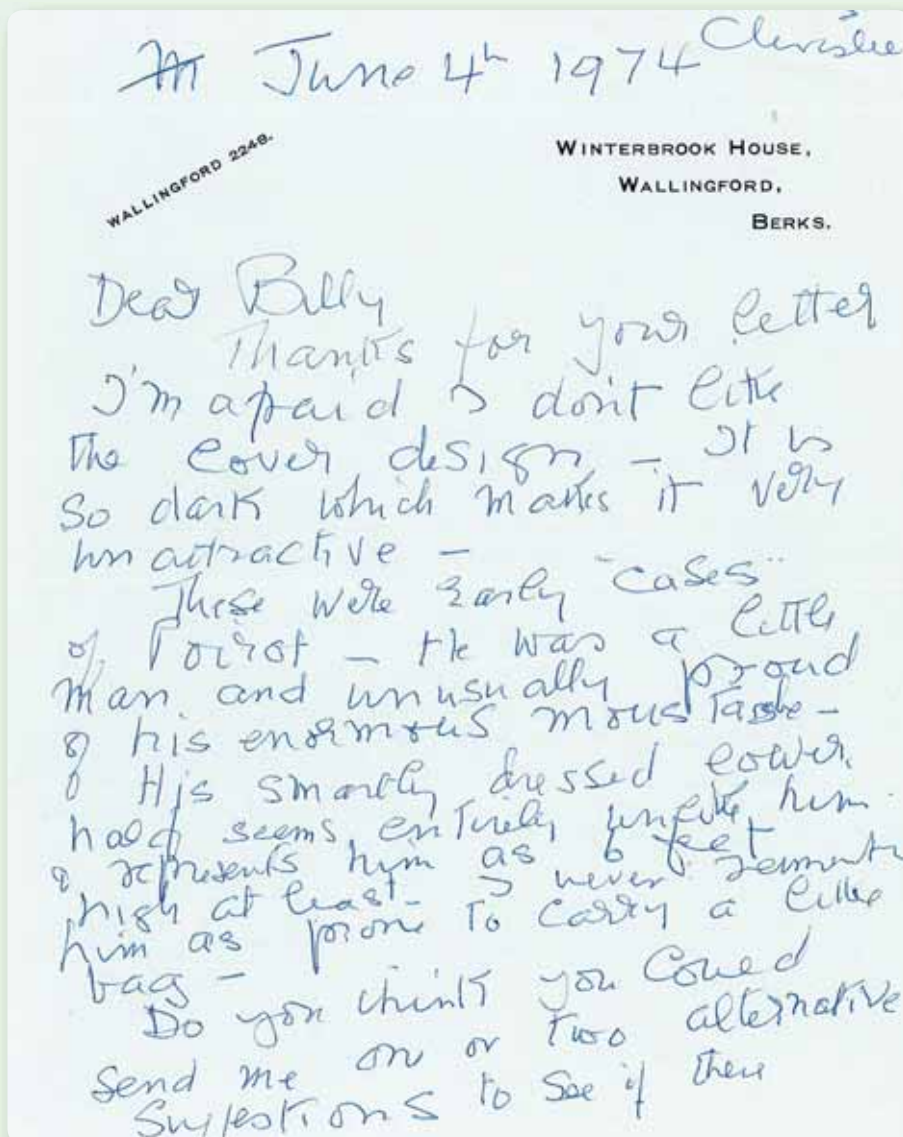 June 4th 1974 Christie
WALLINGFORD 2248.
WINTERBROOK HOUSE,
WALLINGFORD,
BERKS.
Dear Billy
Thanks for your letter
I'm afraid I don't like
the cover design – It is
so dark which makes it very
unattractive –
These were early "cases"
of Poirot – He was a little
man and unusually proud
of his enormous moustache –
His smartly dressed lower
half seems entirely unlike him
& represents him as 6 feet
high at least – I never
him as prone to carry a little
bag –
Do you think you could
send me on or two alternative
suggestions to see if there